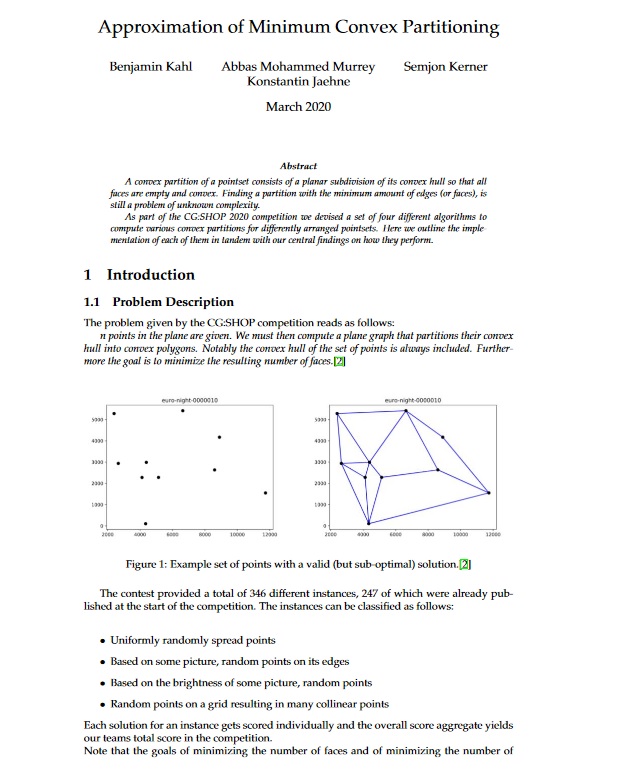 Approximation of Minimum Convex Partitioning
Benjamin Kahl Abbas Mohammed Murrey Semjon Kerner
Konstantin Jaehne
March 2020
Abstract
A convex partition of a pointset consists of a planar subdivision of its convex hull so that all
faces are empty and convex. Finding a partition with the minimum amount of edges (or faces), is
still a problem of unknown complexity.
As part of the CG:SHOP 2020 competition we devised a set of four different algorithms to
compute various convex partitions for differently arranged pointsets. Here we outline the imple-
mentation of each of them in tandem with our central findings on how they perform.
1 Introduction
1.1 Problem Description
The problem given by the CG:SHOP competition reads as follows:
n points in the plane are given. We must then compute a plane graph that partitions their convex
hull into convex polygons. Notably the convex hull of the set of points is always included. Further-
more the goal is to minimize the resulting number of faces.[2]
euro-night-0000010 euro-night-0000010
5000 5000
4000 4000
3000 3000
2000 2000
1000 1000
0 0
2000 4000 6000 8000 10000 12000 2000 4000 6000 8000 10000 12000
Figure 1: Example set of points with a valid (but sub-optimal) solution.[2]
The contest provided a total of 346 different instances, 247 of which were already pub-
lished at the start of the competition. The instances can be classified as follows:
• Uniformly randomly spread points
• Based on some picture, random points on its edges
• Based on the brightness of some picture, random points
• Random points on a grid resulting in many collinear points
Each solution for an instance gets scored individually and the overall score aggregate yields
our teams total score in the competition.
Note that the goals of minimizing the number of faces and of minimizing the number of